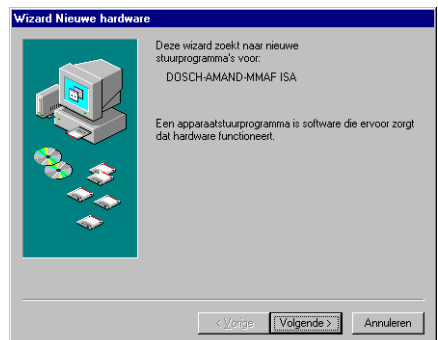 Wizard Nieuwe hardware
Deze wizard zoekt naar nieuwe
stuurprogramma's voor:
DOSCH-AMAND-MMAF ISA
Een apparaatstuurprogramma is software die ervoor zorgt
dat hardware functioneert.
< Vorige Volgende > Annuleren